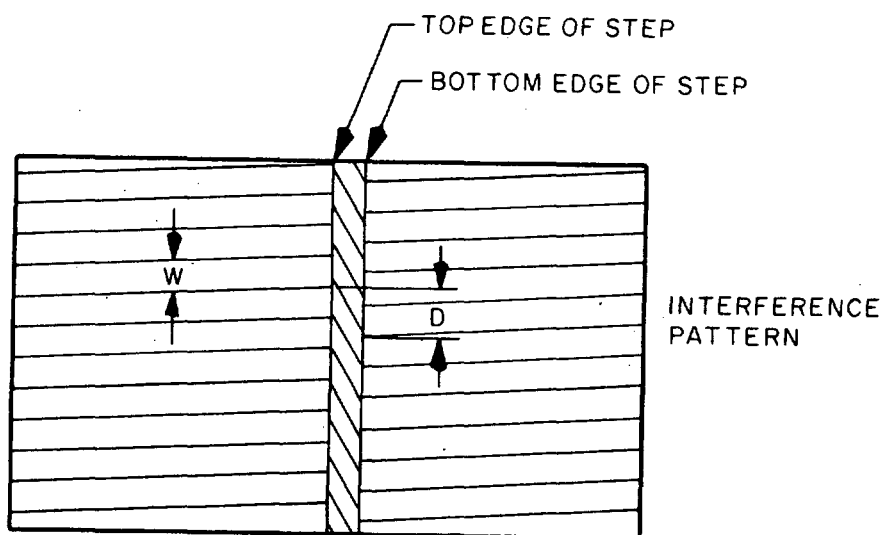 TOP EDGE OF STEP
BOTTOM EDGE OF STEP
W
D
INTERFERENCE
PATTERN